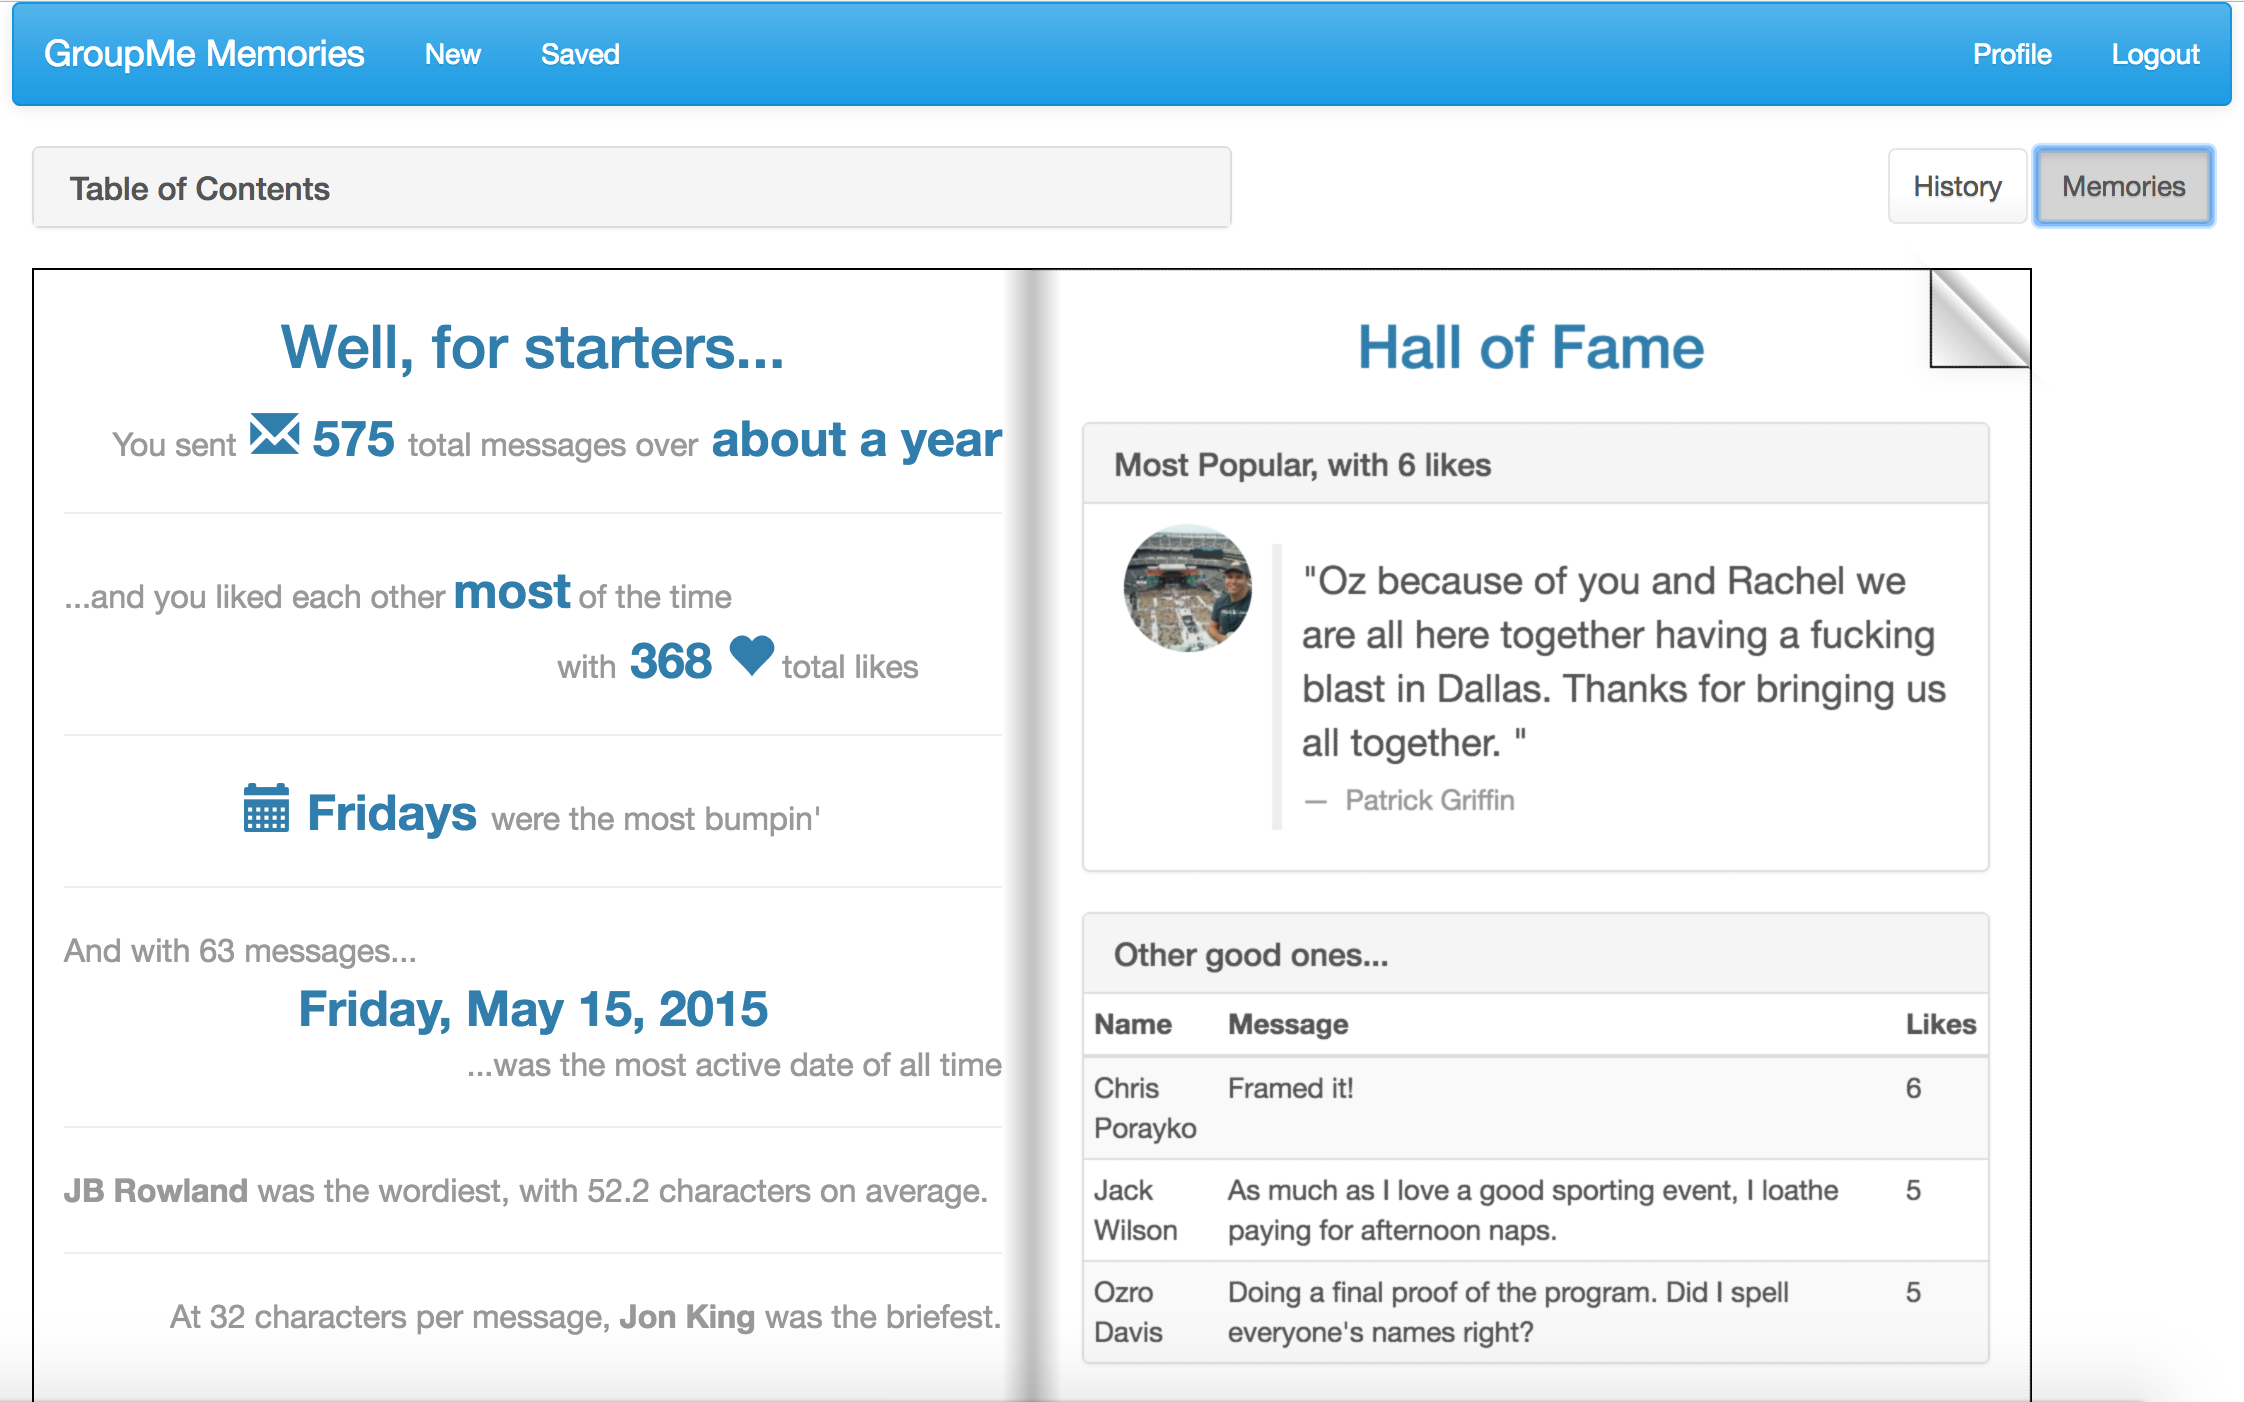 GroupMe Memories New Saved Profile Logout
Table of Contents
History Memories
Well, for starters...
You sent 575 total messages over about a year
...and you liked each other most of the time
with 368 total likes
Fridays were the most bumpin'
And with 63 messages...
Friday, May 15, 2015
...was the most active date of all time
JB Rowland was the wordiest, with 52.2 characters on average.
At 32 characters per message, Jon King was the briefest.
Hall of Fame
Most Popular, with 6 likes
"Oz because of you and Rachel we
are all here together having a fucking
blast in Dallas. Thanks for bringing us
all together. "
— Patrick Griffin
Other good ones...
Name Message Likes
Chris Framed it! 6
Porayko
Jack As much as I love a good sporting event, I loathe 5
Wilson paying for afternoon naps.
Ozro Doing a final proof of the program. Did I spell 5
Davis everyone's names right?